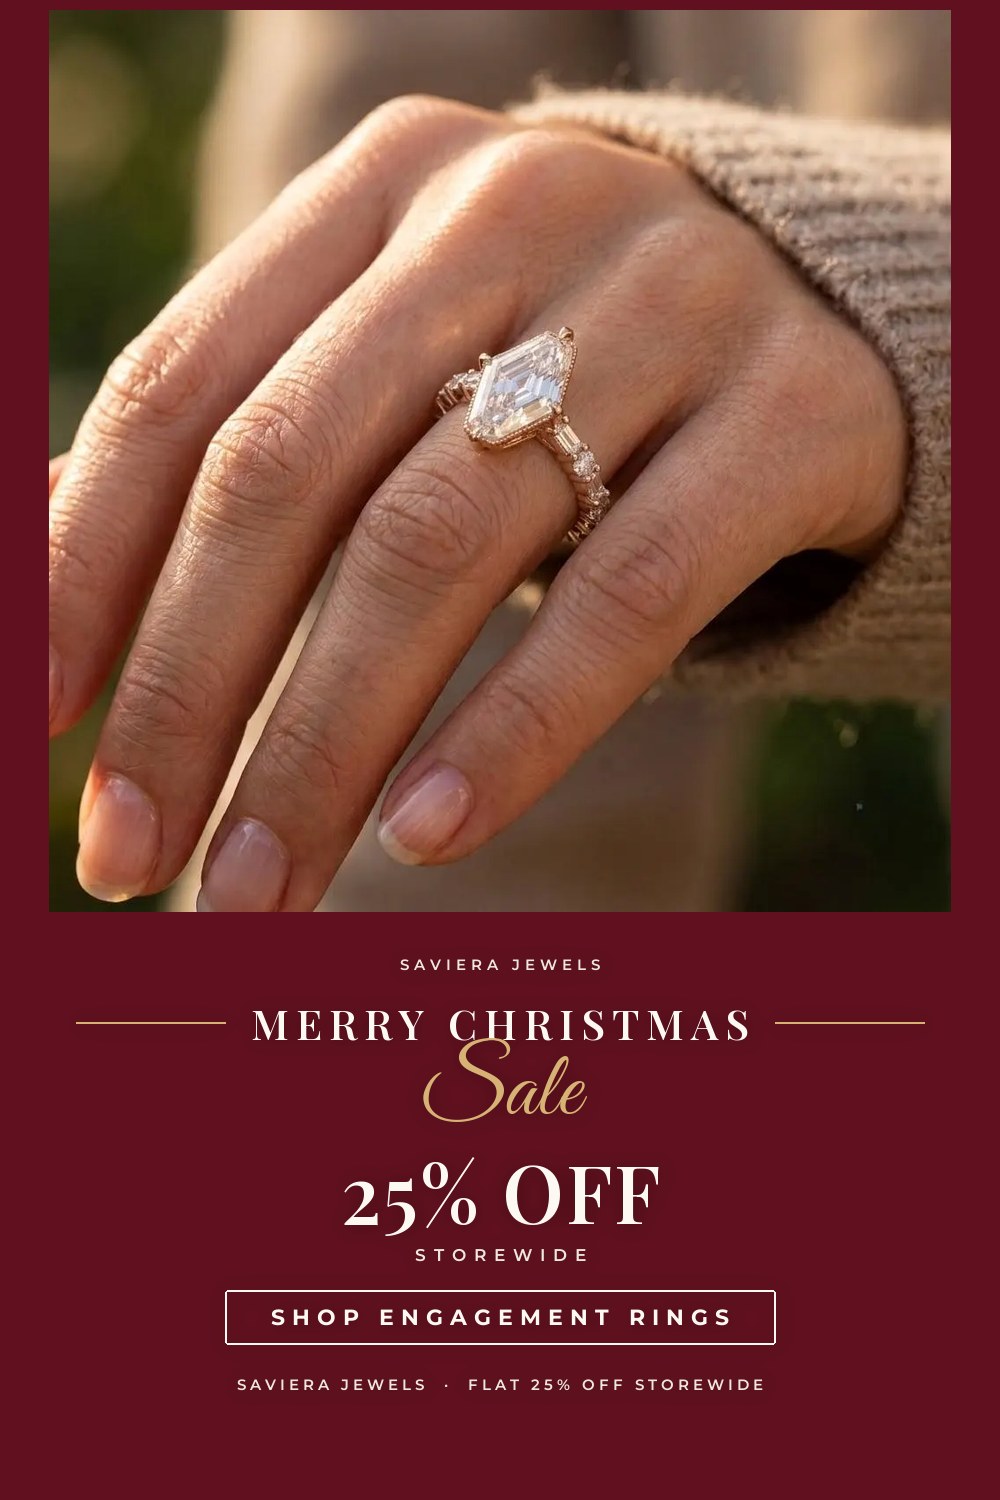 SAVIERA JEWELS
MERRY CHRISTMAS
Sale
25% OFF
STOREWIDE
SHOP ENGAGEMENT RINGS
SAVIERA JEWELS · FLAT 25% OFF STOREWIDE